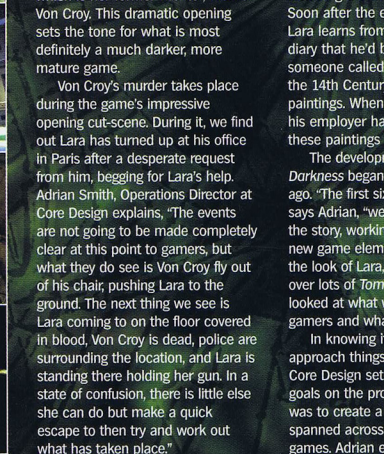 Von Croy. This dramatic opening
sets the tone for what is most
definitely a much darker, more
mature game.
Von Croy's murder takes place
during the game's impressive
opening cut-scene. During it, we find
out Lara has turned up at his office
in Paris after a desperate request
from him, begging for Lara's help.
Adrian Smith, Operations Director at
Core Design explains, “The events
are not going to be made completely
clear at this point to gamers, but
what they do see is Von Croy fly out
of his chair, pushing Lara to the
ground. The next thing we see is
Lara coming to on the floor covered
in blood, Von Croy is dead, police are
surrounding the location, and Lara is
standing there holding her gun. In a
state of confusion, there is little else
she can do but make a quick
escape to then try and work out
what has taken place.”
Soon after the
Lara learns from
diary that he'd
someone called
the 14th Centur
paintings. When
his employer ha
these paintings
The develop
Darkness began
ago. “The first si
says Adrian, “we
the story, workin
new game elem
the look of Lara,
over lots of Tom
looked at what
gamers and wha
In knowing
approach things
Core Design set
goals on the pro
was to create a
spanned across
games. Adrian e